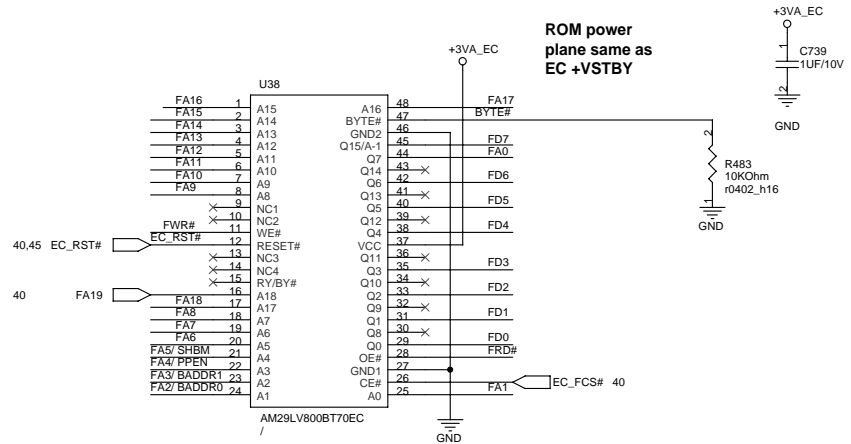 ROM power
plane same as
EC +VSTBY
+3VA_EC
+3VA_EC
1
C739
1UF/10V
2
GND
U38
FA16 1 A15
FA15 2 A14
FA14 3 A13
FA13 4 A12
FA12 5 A11
FA11 6 A10
FA10 7 A9
FA9 8 A8
9 NC1
10 NC2
FWR# 11 WE#
40,45 EC_RST# EC_RST# 12 RESET#
13 NC3
14 NC4
15 RY/BY#
40 FA19 16 A18
FA18 17 A17
FA8 18 A7
FA7 19 A6
FA6 20 A5
FA5/ SHBM 21 A4
FA4/ PPEN 22 A3
FA3/ BADDR1 23 A2
FA2/ BADDR0 24 A1
A16 48 FA17
BYTE# 47 BYTE#
GND2 46
Q15/A-1 45 FD7
Q7 44 FA0
Q14 43
Q6 42 FD6
Q13 41
Q5 40 FD5
Q12 39
Q4 38 FD4
VCC 37
Q11 36
Q3 35 FD3
Q10 34
Q2 33 FD2
Q9 32
Q1 31 FD1
Q8 30
Q0 29 FD0
OE# 28 FRD#
GND1 27
CE# 26 EC_FCS# 40
A0 25 FA1
AM29LV800BT70EC
/
GND
2
R483
10KOhm
r0402_h16
1
GND